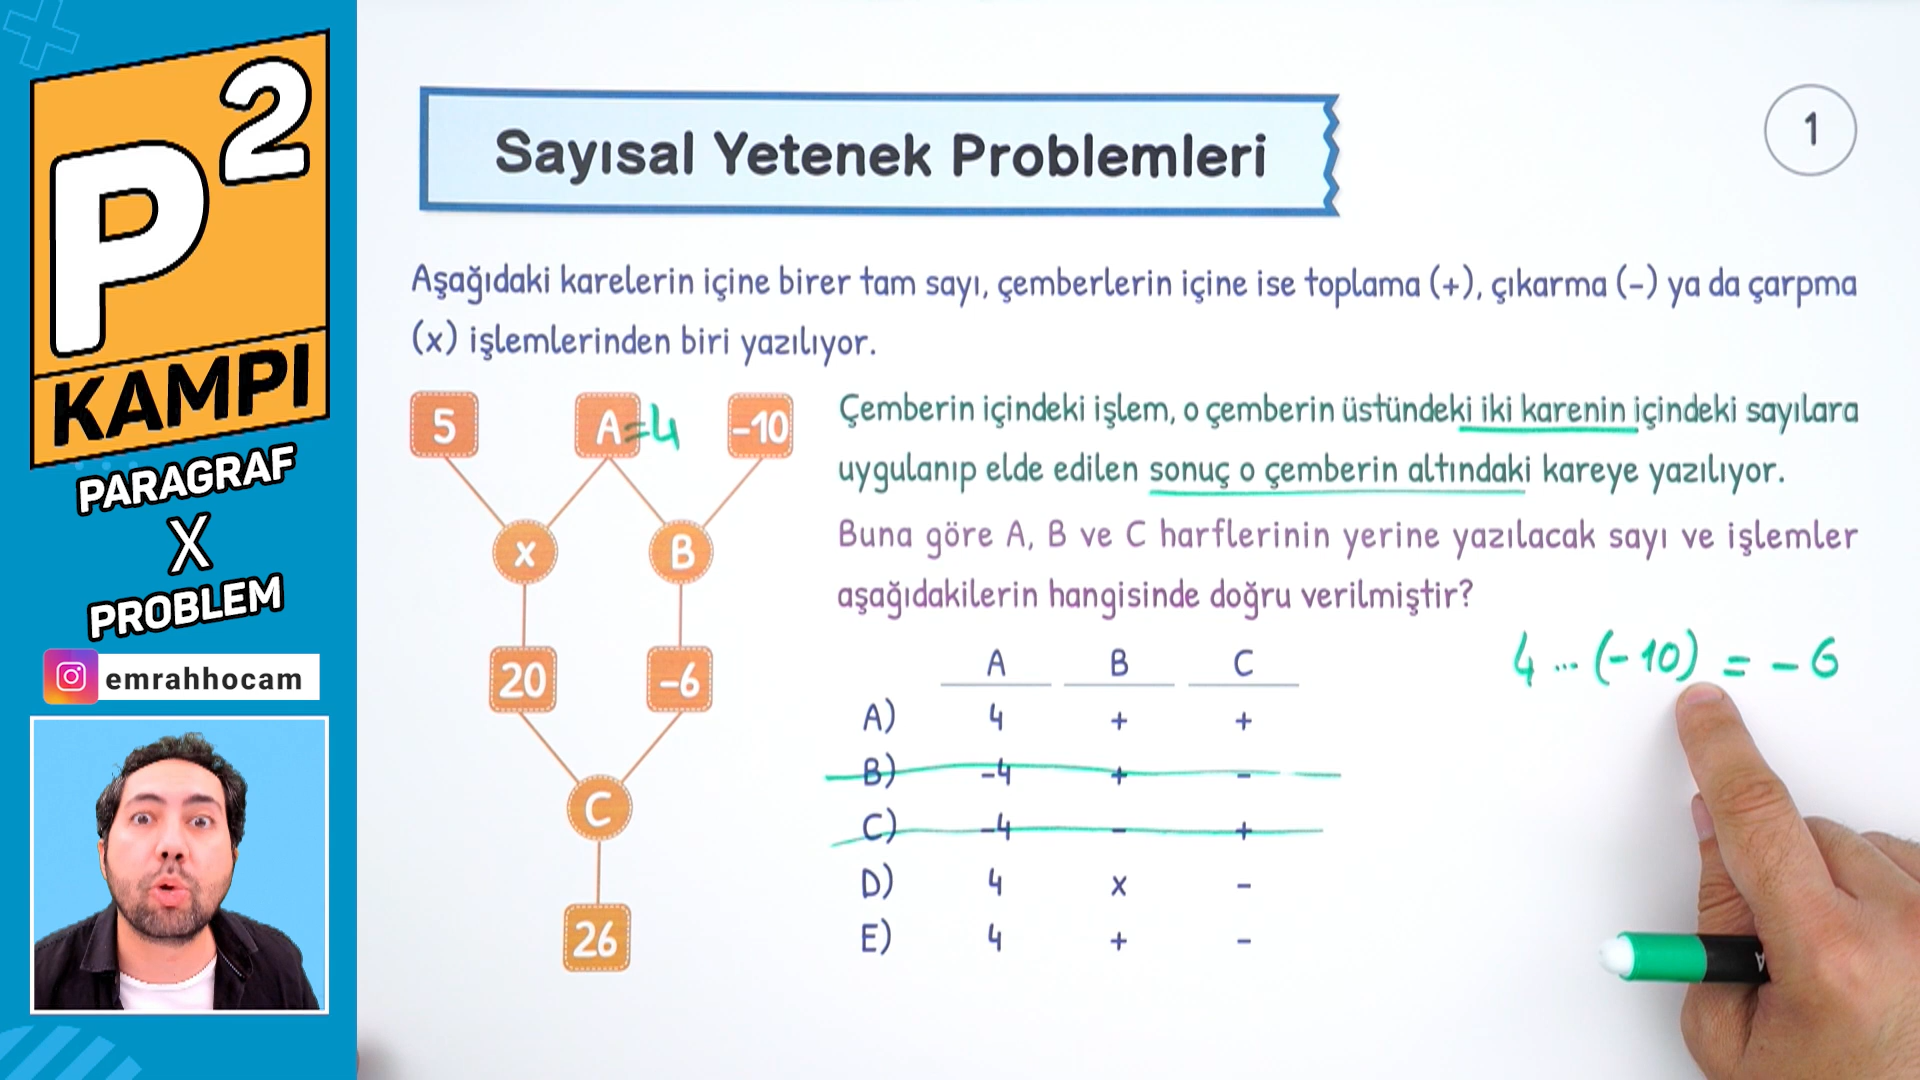 P²
KAMPI
PARAGRAF
X
PROBLEM
emrahhocam
Sayısal Yetenek Problemleri
1
Aşağıdaki karelerin içine birer tam sayı, çemberlerin içine ise toplama (+), çıkarma (-) ya da çarpma
(x) işlemlerinden biri yazılıyor.
5 A =4 -10
x B
20 -6
C
26
Çemberin içindeki işlem, o çemberin üstündeki iki karenin içindeki sayılara
uygulanıp elde edilen sonuç o çemberin altındaki kareye yazılıyor.
Buna göre A, B ve C harflerinin yerine yazılacak sayı ve işlemler
aşağıdakilerin hangisinde doğru verilmiştir?
4 ... (-10) = -6
A B C
A) 4 + +
B) -4 + -
C) -4 - +
D) 4 x -
E) 4 + -